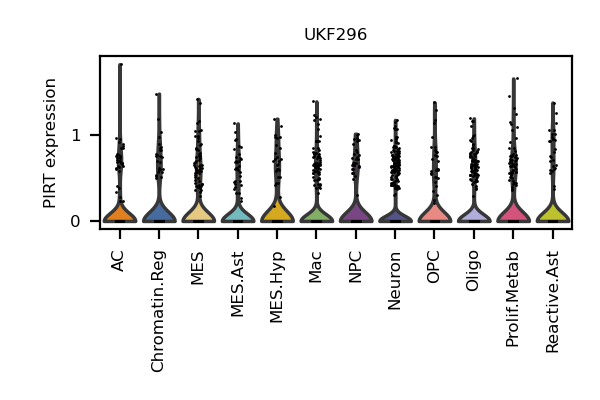 UKF296
PIRT expression
1
0
AC
Chromatin.Reg
MES
MES.Ast
MES.Hyp
Mac
NPC
Neuron
OPC
Oligo
Prolif.Metab
Reactive.Ast